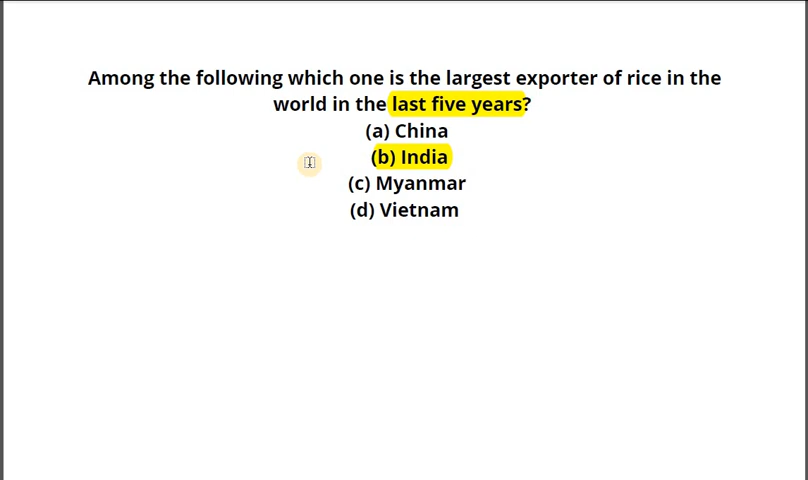 Among the following which one is the largest exporter of rice in the
world in the last five years?
(a) China
(b) India
(c) Myanmar
(d) Vietnam